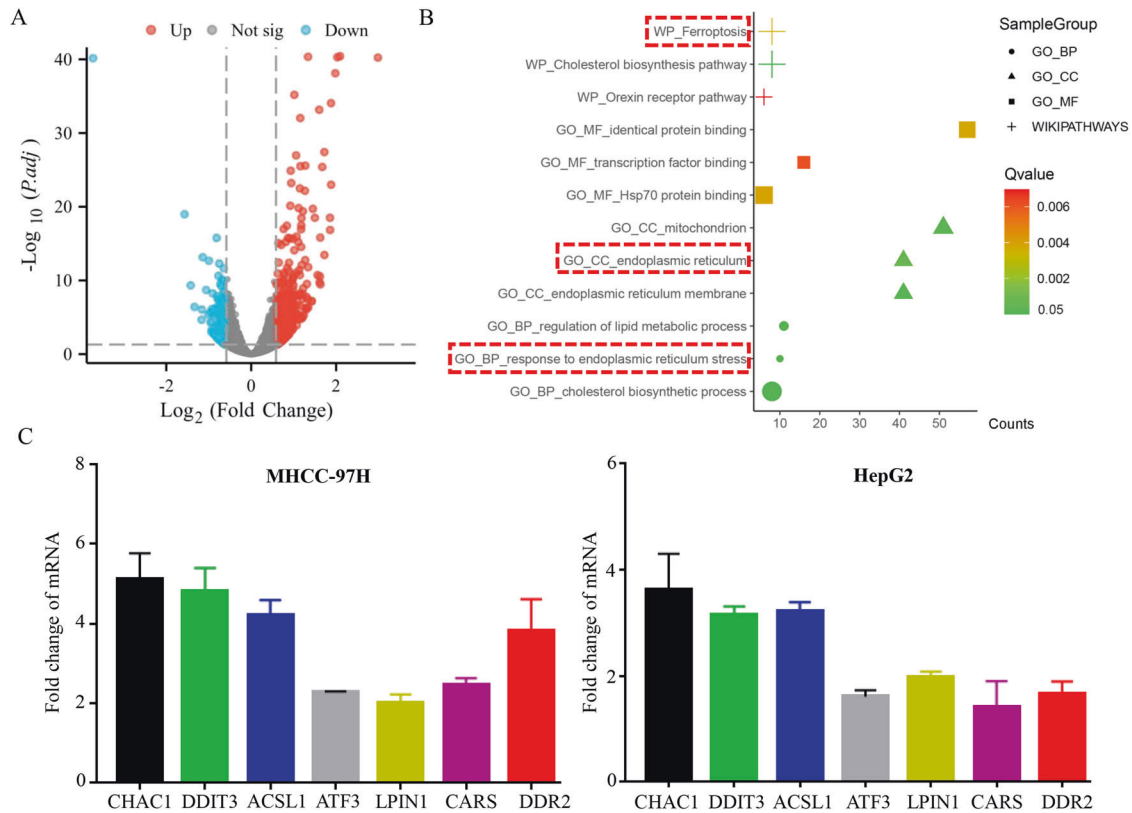 A
Up
Not sig
Down
40
30
20
10
0
-2
0
2
-Log 10 (P.adj)
Log2 (Fold Change)
B
WP_Ferroptosis
WP_Cholesterol biosynthesis pathway
WP_Orexin receptor pathway
GO_MF_identical protein binding
GO_MF_transcription factor binding
GO_MF_Hsp70 protein binding
GO_CC_mitochondrion
GO_CC_endoplasmic reticulum
GO_CC_endoplasmic reticulum membrane
GO_BP_regulation of lipid metabolic process
GO_BP_response to endoplasmic reticulum stress
GO_BP_cholesterol biosynthetic process
10 20 30 40 50
Counts
SampleGroup
GO_BP
GO_CC
GO_MF
WIKIPATHWAYS
Qvalue
0.006
0.004
0.002
0.05
C
MHCC-97H
Fold change of mRNA
8
6
4
2
0
CHAC1 DDIT3 ACSL1 ATF3 LPIN1 CARS DDR2
HepG2
Fold change of mRNA
6
4
2
0
CHAC1 DDIT3 ACSL1 ATF3 LPIN1 CARS DDR2